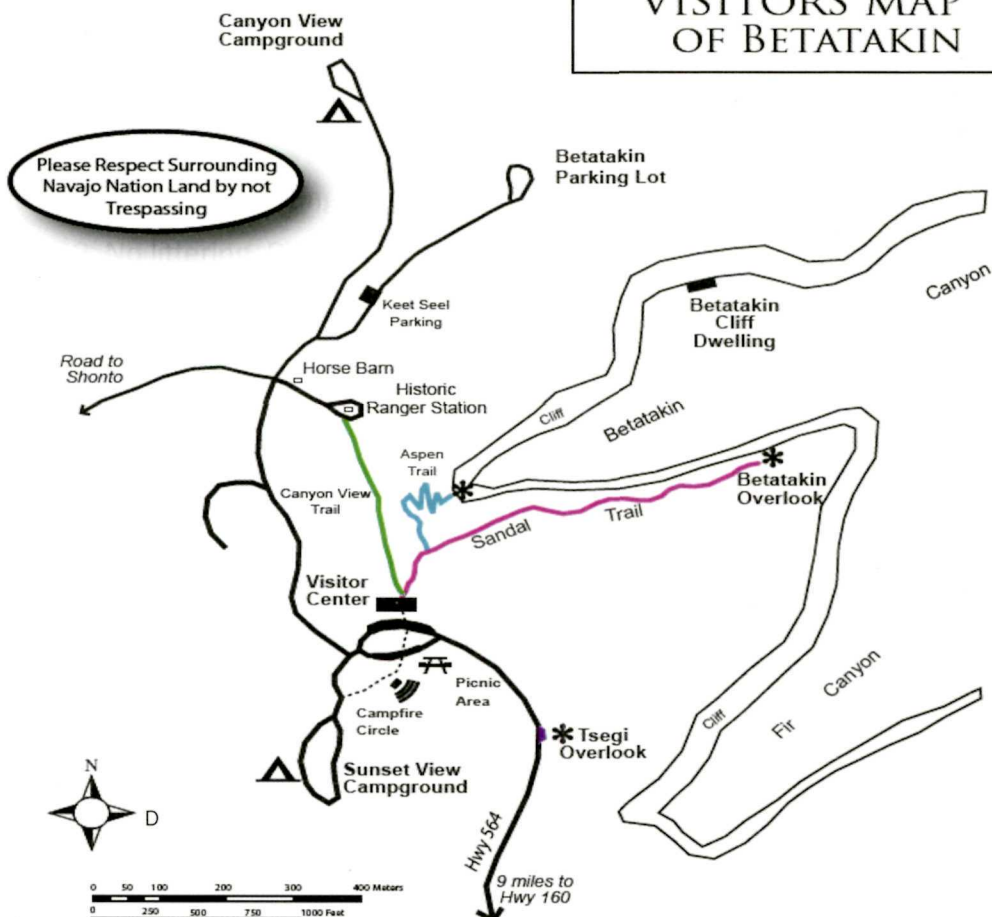 VISITORS MAP
OF BETATAKIN
Canyon View
Campground
Please Respect Surrounding
Navajo Nation Land by not
Trespassing
Betatakin
Parking Lot
Canyon
Keet Seel
Parking
Betatakin
Cliff
Dwelling
Road to
Shonto
Horse Barn
Historic
Ranger Station
Cliff
Betatakin
Aspen
Trail
Betatakin
Overlook
Canyon View
Trail
Sandal
Trail
Visitor
Center
Picnic
Area
Canyon
Campfire
Circle
Cliff
Fir
Tsegi
Overlook
Sunset View
Campground
N
D
Hwy 564
9 miles to
Hwy 160
0 50 100 200 300 400 Meters
0 250 500 750 1000 Feet